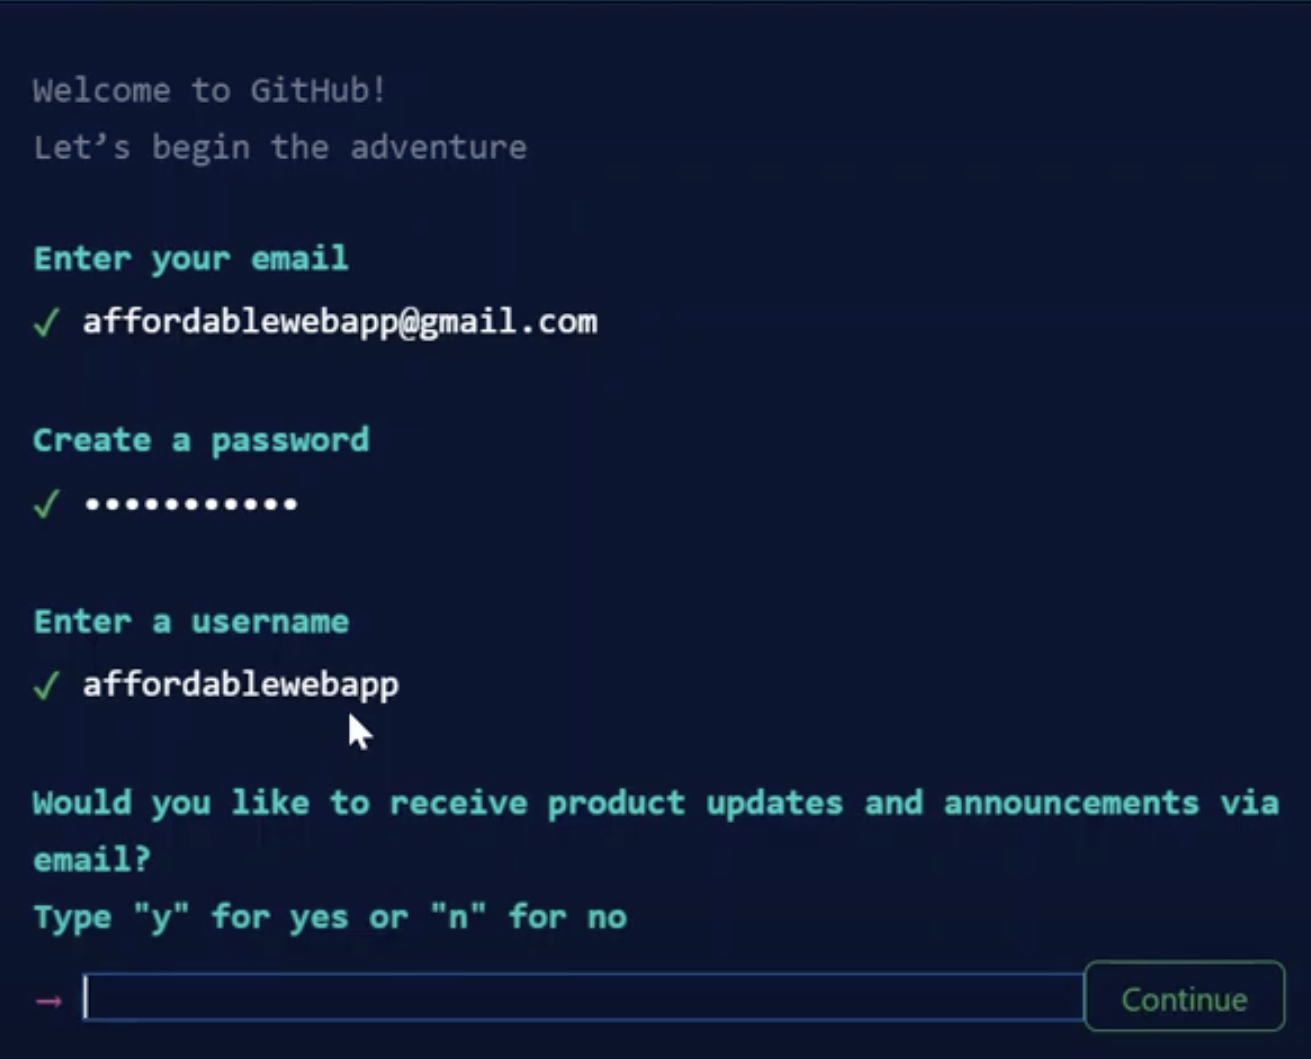 Welcome to GitHub!
Let’s begin the adventure
Enter your email
✓ affordablewebapp@gmail.com
Create a password
✓ •••••••••••
Enter a username
✓ affordablewebapp
Would you like to receive product updates and announcements via
email?
Type "y" for yes or "n" for no
→ Continue